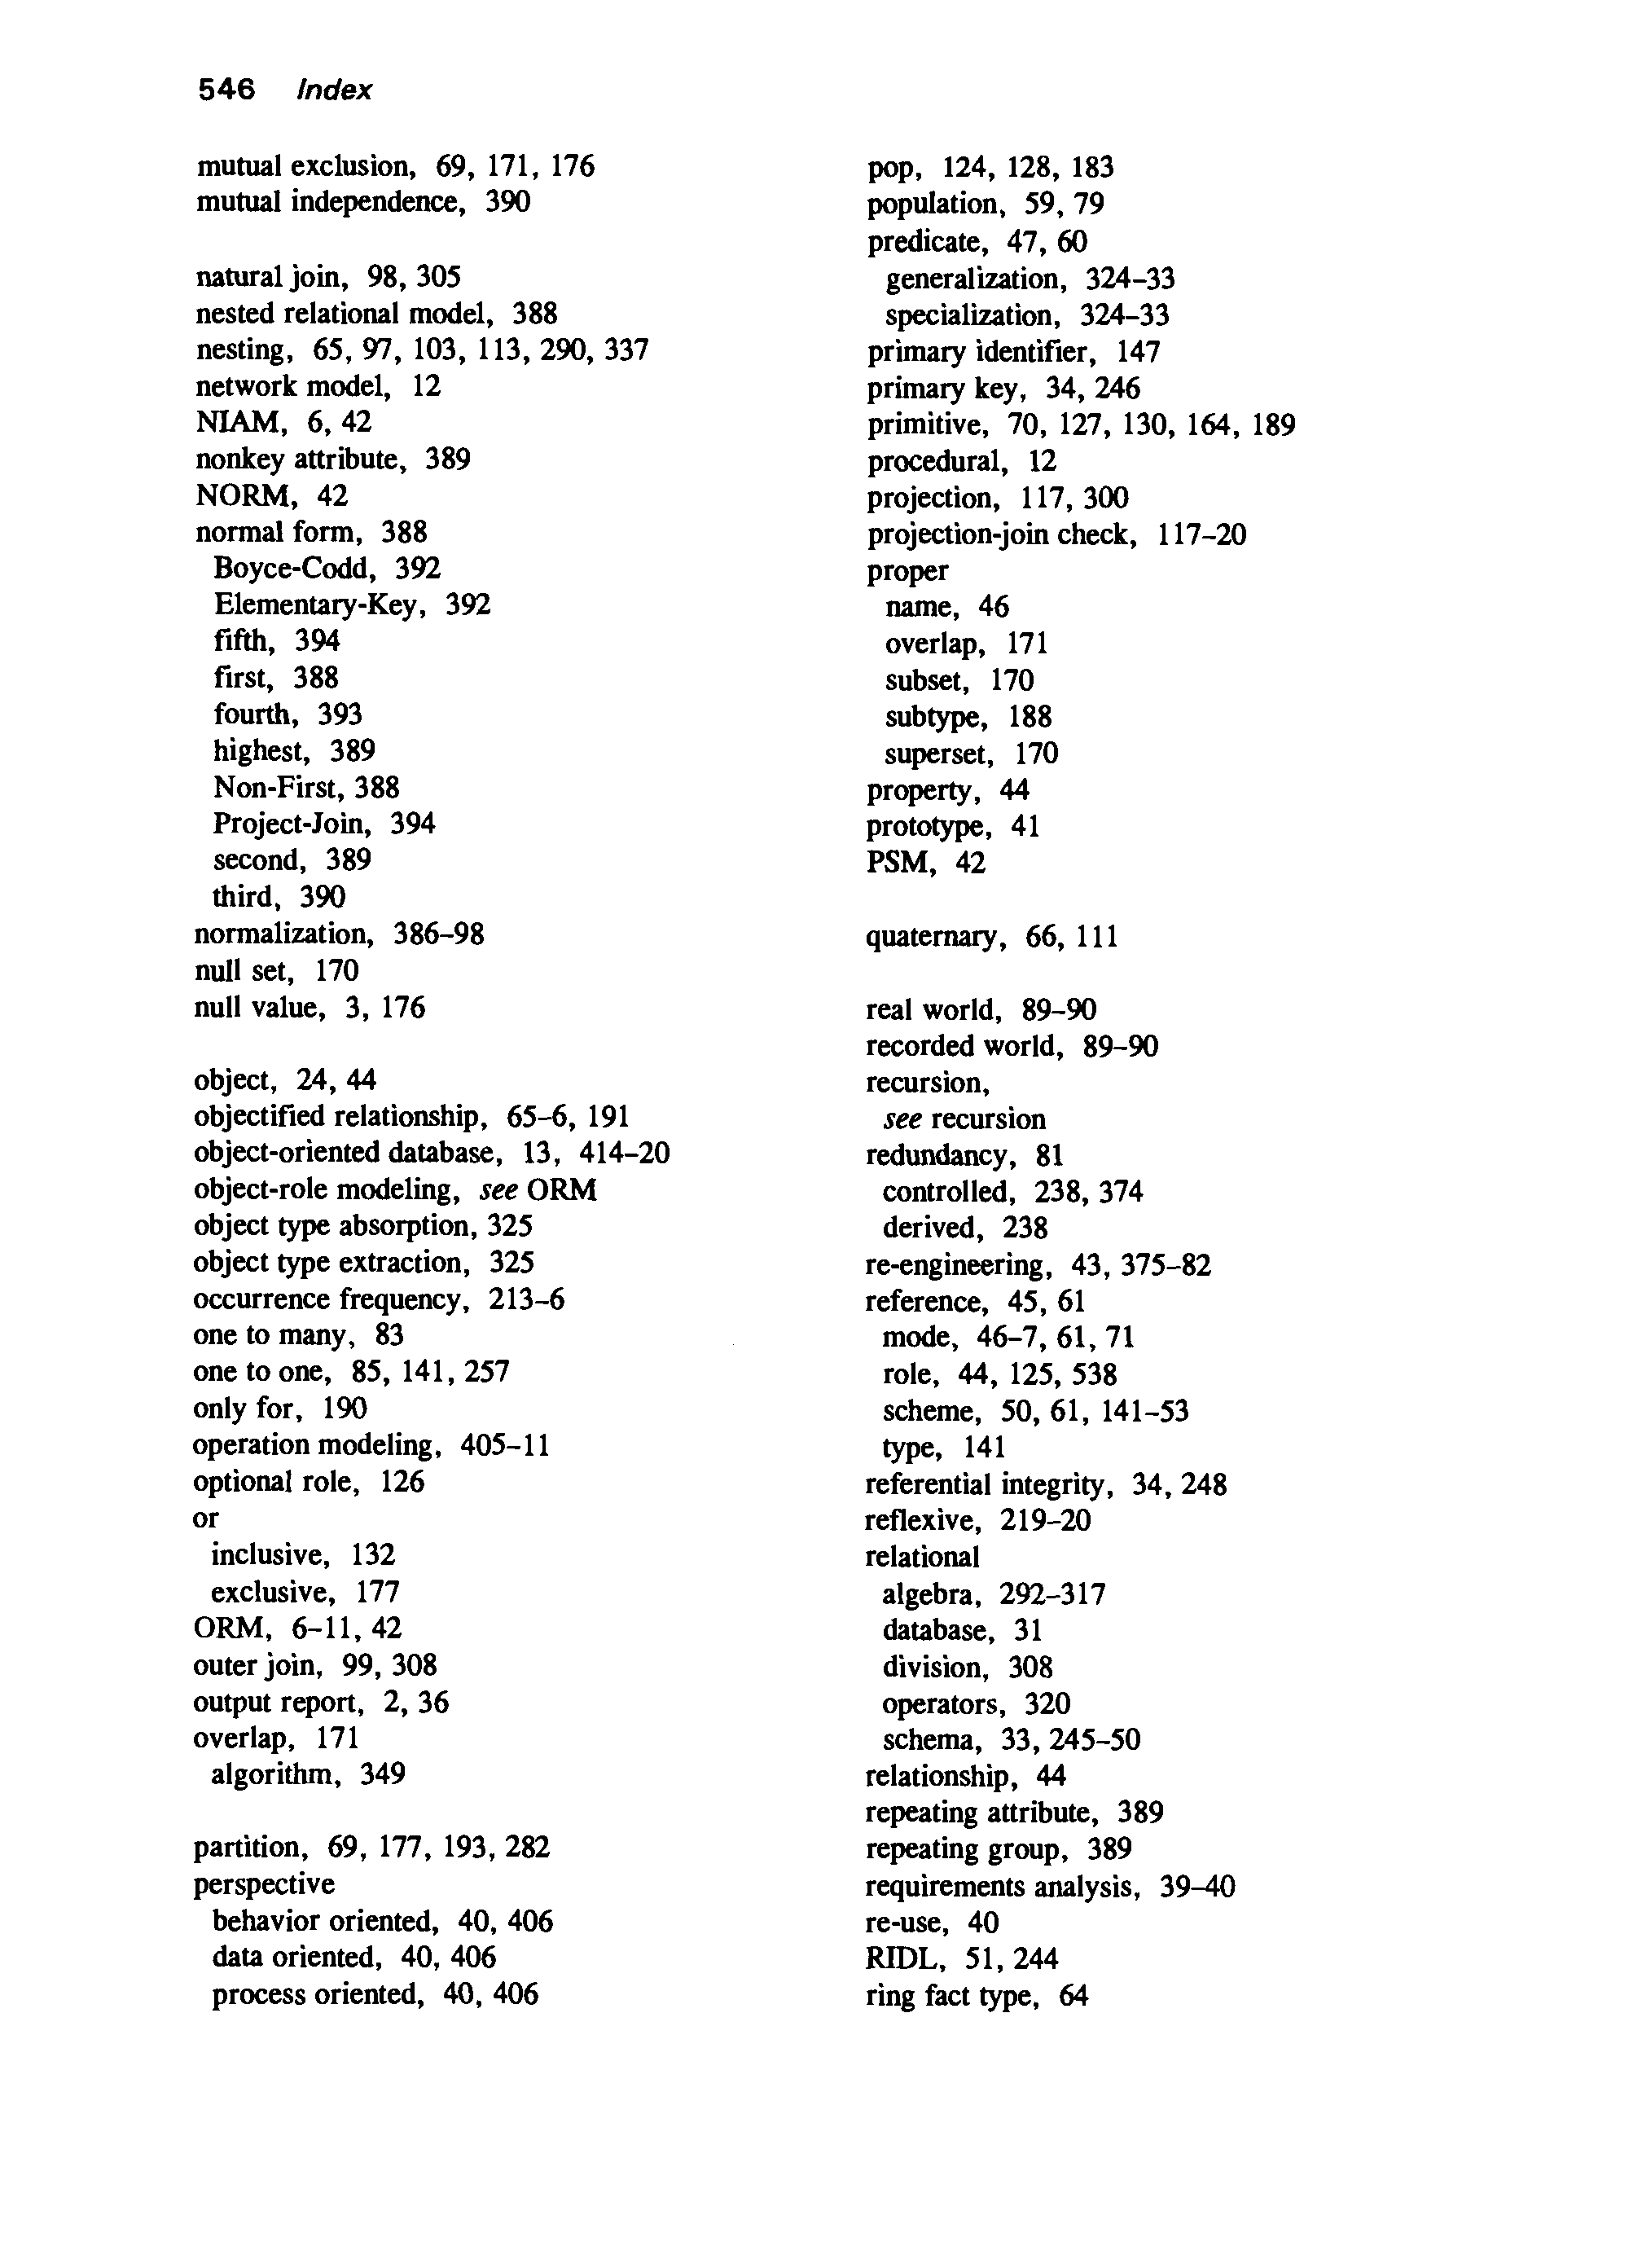 546 Index
mutual exclusion, 69, 171, 176
mutual independence, 390
natural join, 98, 305
nested relational model, 388
nesting, 65, 97, 103, 113, 290, 337
network model, 12
NIAM, 6, 42
nonkey attribute, 389
NORM, 42
normal form, 388
Boyce-Codd, 392
Elementary-Key, 392
fifth, 394
first, 388
fourth, 393
highest, 389
Non-First, 388
Project-Join, 394
second, 389
third, 390
normalization, 386–98
null set, 170
null value, 3, 176
object, 24, 44
objectified relationship, 65–6, 191
object-oriented database, 13, 414–20
object-role modeling, see ORM
object type absorption, 325
object type extraction, 325
occurrence frequency, 213–6
one to many, 83
one to one, 85, 141, 257
only for, 190
operation modeling, 405–11
optional role, 126
or
inclusive, 132
exclusive, 177
ORM, 6–11, 42
outer join, 99, 308
output report, 2, 36
overlap, 171
algorithm, 349
partition, 69, 177, 193, 282
perspective
behavior oriented, 40, 406
data oriented, 40, 406
process oriented, 40, 406
pop, 124, 128, 183
population, 59, 79
predicate, 47, 60
generalization, 324–33
specialization, 324–33
primary identifier, 147
primary key, 34, 246
primitive, 70, 127, 130, 164, 189
procedural, 12
projection, 117, 300
projection-join check, 117–20
proper
name, 46
overlap, 171
subset, 170
subtype, 188
superset, 170
property, 44
prototype, 41
PSM, 42
quaternary, 66, 111
real world, 89–90
recorded world, 89–90
recursion,
see recursion
redundancy, 81
controlled, 238, 374
derived, 238
re-engineering, 43, 375–82
reference, 45, 61
mode, 46–7, 61, 71
role, 44, 125, 538
scheme, 50, 61, 141–53
type, 141
referential integrity, 34, 248
reflexive, 219–20
relational
algebra, 292–317
database, 31
division, 308
operators, 320
schema, 33, 245–50
relationship, 44
repeating attribute, 389
repeating group, 389
requirements analysis, 39–40
re-use, 40
RIDL, 51, 244
ring fact type, 64